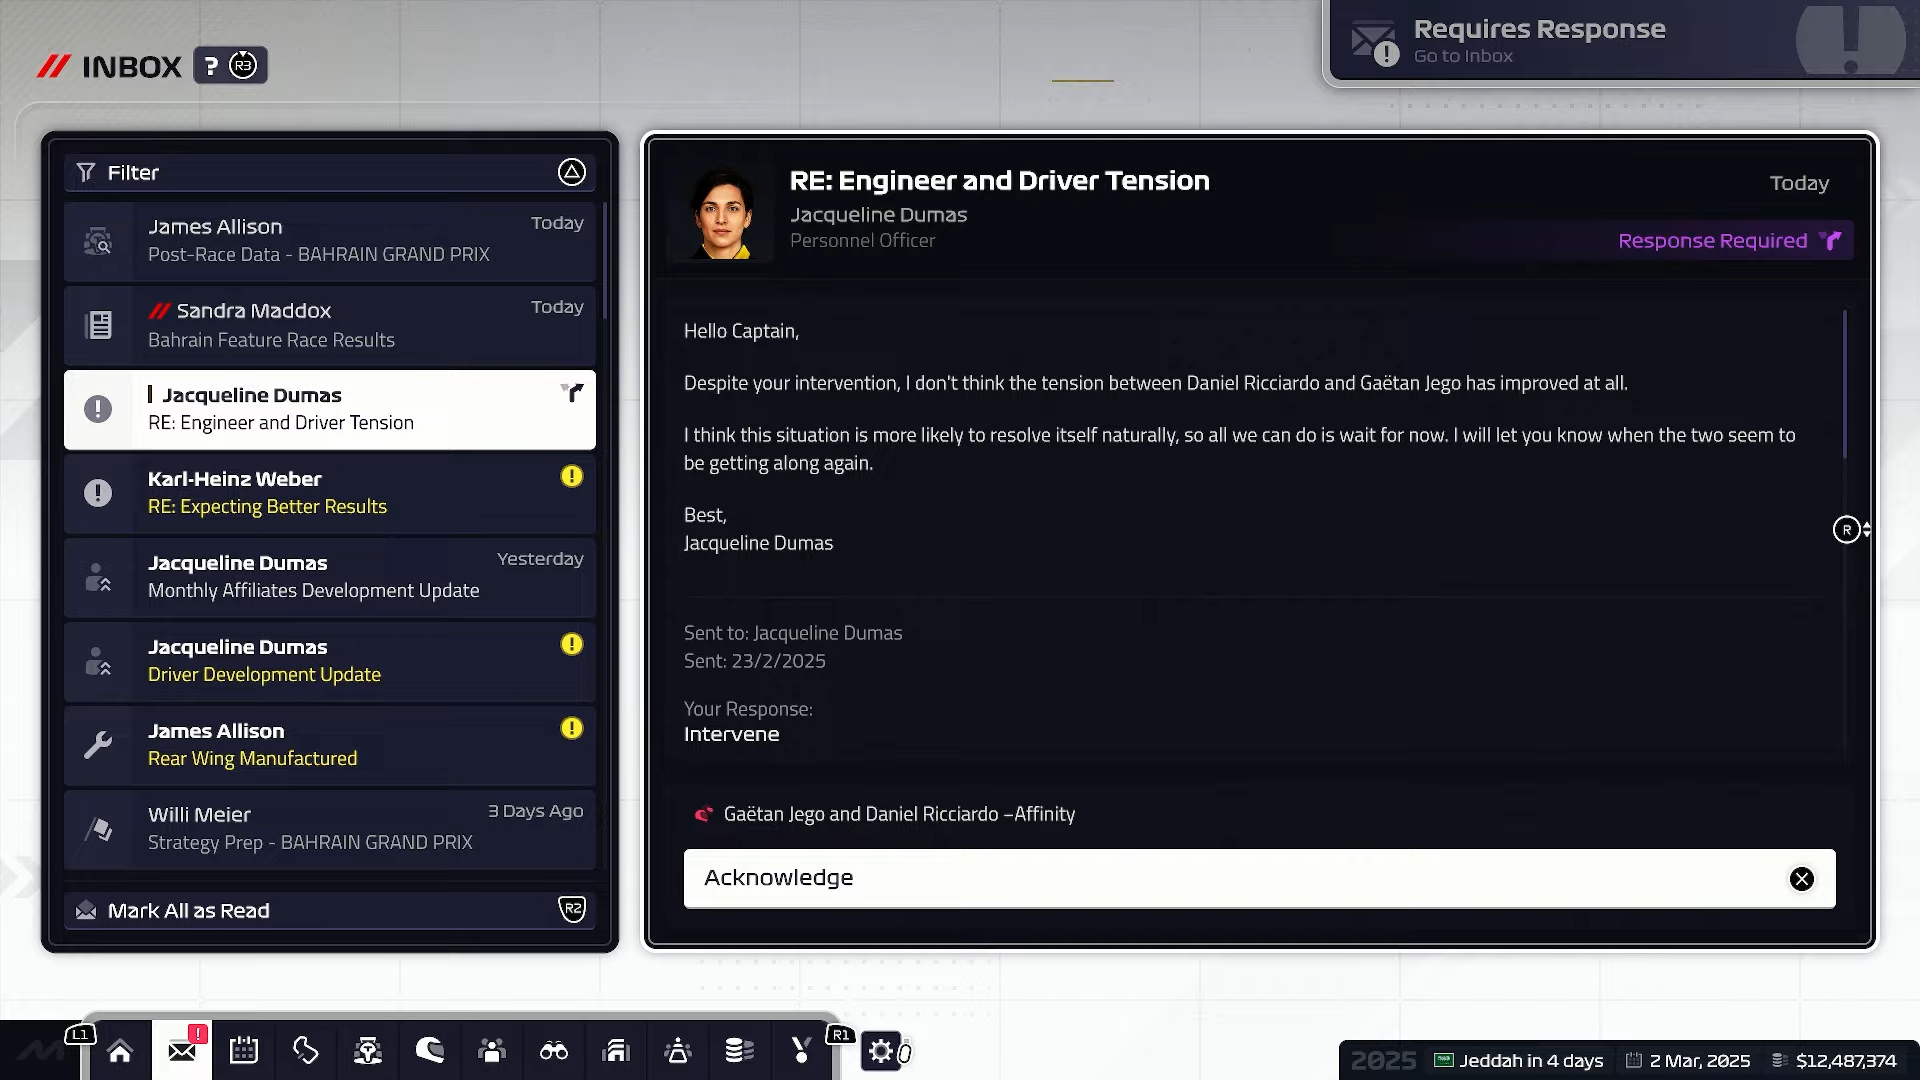 INBOX
? R3
Requires Response
Go to Inbox
Filter
James Allison
Today
Post-Race Data - BAHRAIN GRAND PRIX
Sandra Maddox
Today
Bahrain Feature Race Results
Jacqueline Dumas
RE: Engineer and Driver Tension
Karl-Heinz Weber
RE: Expecting Better Results
Jacqueline Dumas
Yesterday
Monthly Affiliates Development Update
Jacqueline Dumas
Driver Development Update
James Allison
Rear Wing Manufactured
Willi Meier
3 Days Ago
Strategy Prep - BAHRAIN GRAND PRIX
Mark All as Read
R2
RE: Engineer and Driver Tension
Today
Jacqueline Dumas
Personnel Officer
Response Required
Hello Captain,
Despite your intervention, I don't think the tension between Daniel Ricciardo and Gaëtan Jego has improved at all.
I think this situation is more likely to resolve itself naturally, so all we can do is wait for now. I will let you know when the two seem to
be getting along again.
Best,
Jacqueline Dumas
R
Sent to: Jacqueline Dumas
Sent: 23/2/2025
Your Response:
Intervene
Gaëtan Jego and Daniel Ricciardo –Affinity
Acknowledge
L1
R1
2025
Jeddah in 4 days
2 Mar, 2025
$12,487,374